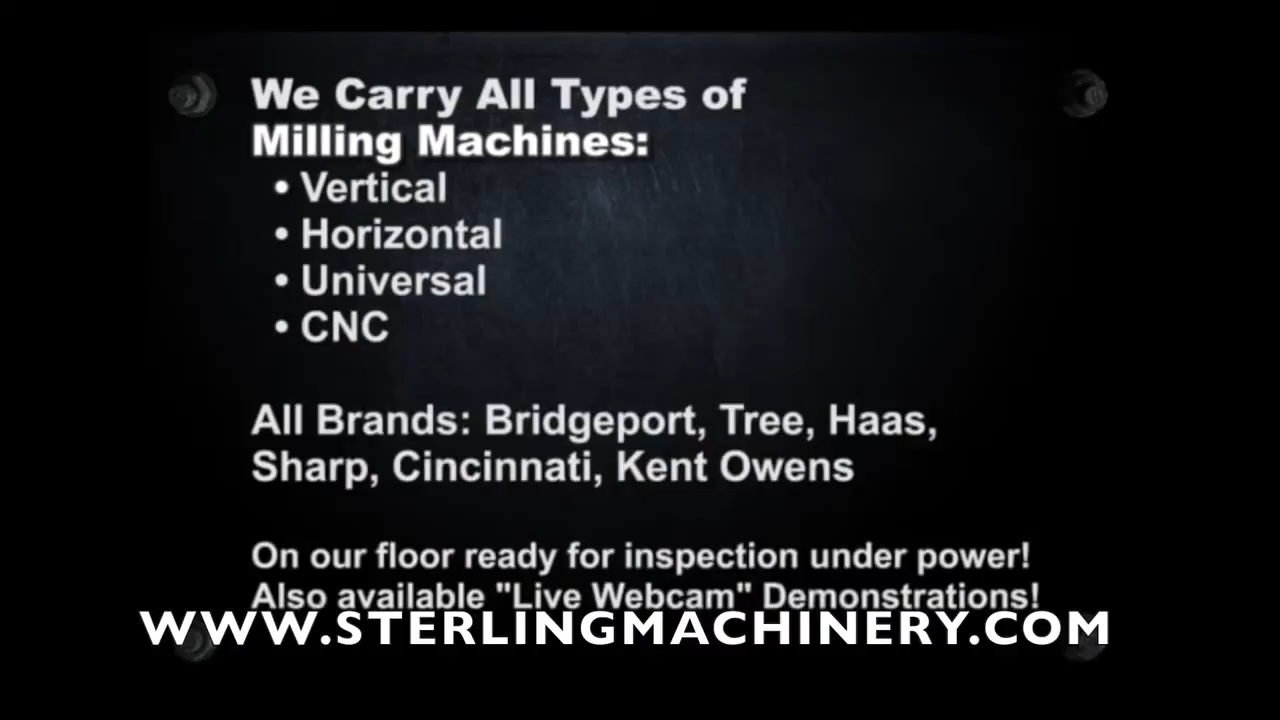 We Carry All Types of
Milling Machines:
• Vertical
• Horizontal
• Universal
• CNC
All Brands: Bridgeport, Tree, Haas,
Sharp, Cincinnati, Kent Owens
On our floor ready for inspection under power!
Also available "Live Webcam" Demonstrations!
WWW.STERLINGMACHINERY.COM